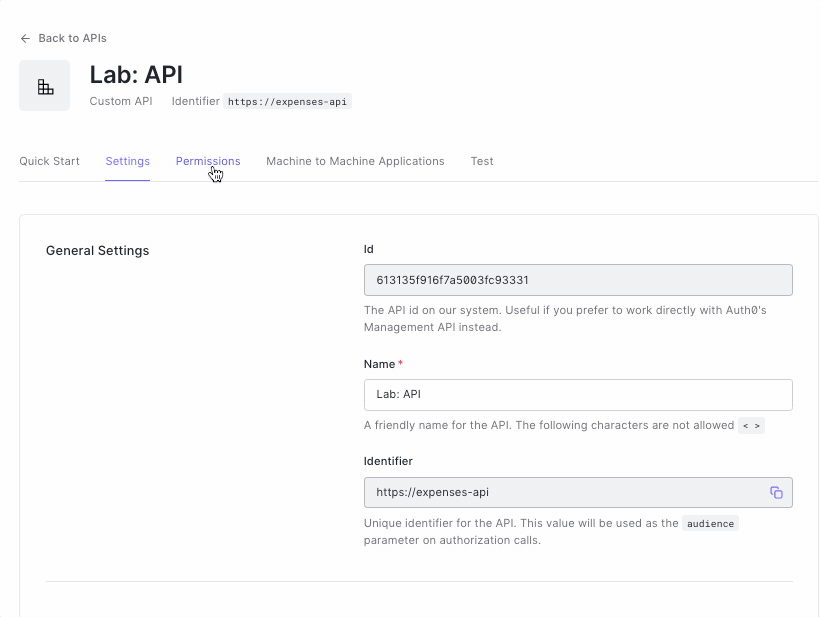 ← Back to APIs
Lab: API
Custom API Identifier https://expenses-api
Quick Start Settings Permissions Machine to Machine Applications Test
General Settings
Id
613135f916f7a5003fc93331
The API id on our system. Useful if you prefer to work directly with Auth0's
Management API instead.
Name *
Lab: API
A friendly name for the API. The following characters are not allowed < >
Identifier
https://expenses-api
Unique identifier for the API. This value will be used as the audience
parameter on authorization calls.